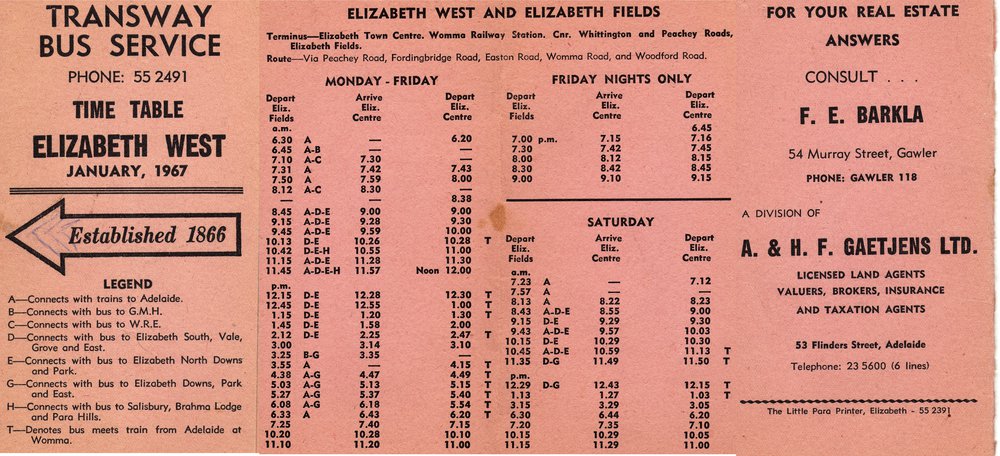 TRANSWAY
BUS SERVICE
PHONE: 55 2491
TIME TABLE
ELIZABETH WEST
JANUARY, 1967
Established 1866
LEGEND
A—Connects with trains to Adelaide.
B—Connects with bus to G.M.H.
C—Connects with bus to W.R.E.
D—Connects with bus to Elizabeth South, Vale,
Grove and East.
E—Connects with bus to Elizabeth North Downs
and Park.
G—Connects with bus to Elizabeth Downs, Park
and East.
H—Connects with bus to Salisbury, Brahma Lodge
and Para Hills.
T—Denotes bus meets train from Adelaide at
Womma.
ELIZABETH WEST AND ELIZABETH FIELDS
Terminus—Elizabeth Town Centre. Womma Railway Station. Cnr. Whittington and Peachey Roads,
Elizabeth Fields.
Route—Via Peachey Road, Fordingbridge Road, Easton Road, Womma Road, and Woodford Road.
MONDAY - FRIDAY
Depart Arrive Depart
Eliz. Eliz. Eliz.
Fields Centre Centre
a.m.
6.30 A — 6.20
6.45 A-B — —
7.10 A-C 7.30 —
7.31 A 7.42 7.43
7.50 A 7.59 8.00
8.12 A-C 8.30 —
— — 8.38
8.45 A-D-E 9.00 9.00
9.15 A-D-E 9.28 9.30
9.45 A-D-E 9.59 10.00
10.13 D-E 10.26 10.28 T
10.42 D-E-H 10.55 11.00
11.15 A-D-E 11.28 11.30
11.45 A-D-E-H 11.57 Noon 12.00
p.m.
12.15 D-E 12.28 12.30 T
12.45 D-E 12.55 1.00 T
1.15 D-E 1.20 1.30 T
1.45 D-E 1.58 2.00
2.12 D-E 2.25 2.47 T
3.00 3.14 3.10
3.25 B-G 3.35 —
3.55 A — 4.15 T
4.38 A-G 4.47 4.49 T
5.03 A-G 5.13 5.15 T
5.27 A-G 5.37 5.40 T
6.08 A-G 6.18 5.54 T
6.33 A 6.43 6.20 T
7.25 7.40 7.15
10.20 10.28 10.10
11.10 11.20 11.00
FRIDAY NIGHTS ONLY
Depart Arrive Depart
Eliz. Eliz. Eliz.
Fields Centre Centre
6.45
7.00 p.m. 7.15 7.16
7.30 7.42 7.45
8.00 8.12 8.15
8.30 8.42 8.45
9.00 9.10 9.15
SATURDAY
Depart Arrive Depart
Eliz. Eliz. Eliz.
Fields Centre Centre
a.m.
7.23 A — 7.12
7.57 A — —
8.13 A 8.22 8.23
8.43 A-D-E 8.55 9.00
9.15 D-E 9.29 9.30
9.43 A-D-E 9.57 10.03
10.15 D-E 10.29 10.30
10.45 A-D-E 10.59 11.13 T
11.35 D-G 11.49 11.50 T
p.m.
12.29 D-G 12.43 12.15 T
1.13 1.27 1.03 T
3.15 3.29 3.05
6.30 6.44 6.20
7.20 7.35 7.10
10.15 10.29 10.05
11.15 11.29 11.00
FOR YOUR REAL ESTATE
ANSWERS
CONSULT . . .
F. E. BARKLA
54 Murray Street, Gawler
PHONE: GAWLER 118
A DIVISION OF
A. & H. F. GAETJENS LTD.
LICENSED LAND AGENTS
VALUERS, BROKERS, INSURANCE
AND TAXATION AGENTS
53 Flinders Street, Adelaide
Telephone: 23 5600 (6 lines)
The Little Para Printer, Elizabeth - 55 2391